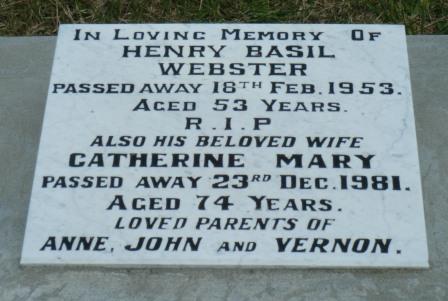 In Loving Memory Of
HENRY BASIL
WEBSTER
PASSED AWAY 18TH FEB. 1953.
AGED 53 YEARS.
R.I.P
ALSO HIS BELOVED WIFE
CATHERINE MARY
PASSED AWAY 23RD DEC. 1981.
AGED 74 YEARS.
LOVED PARENTS OF
ANNE, JOHN AND VERNON.